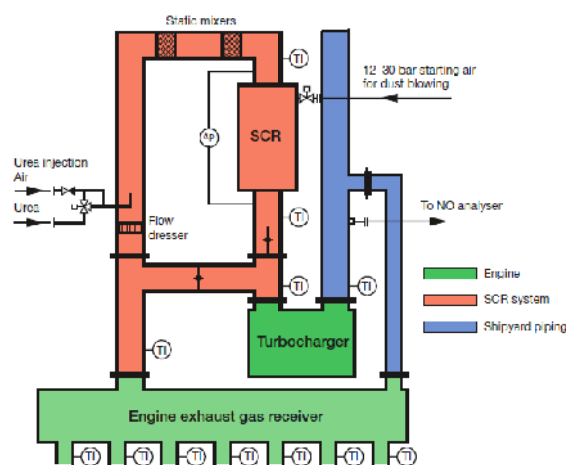 Static mixers
TI
12–30 bar starting air
for dust blowing
Δp
SCR
Urea injection
Air
Urea
Flow
dresser
TI
To NO analyser
TI
TI
Engine
SCR system
Shipyard piping
Turbocharger
TI
Engine exhaust gas receiver
TI
TI
TI
TI
TI
TI
TI